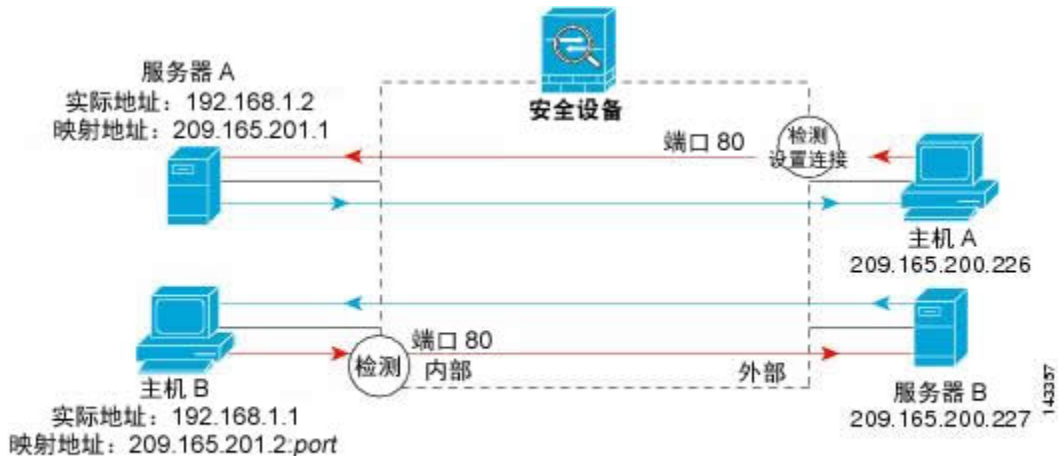 服务器 A
实际地址：192.168.1.2
映射地址：209.165.201.1
安全设备
端口 80
检测
设置连接
主机 A
209.165.200.226
端口 80
检测
内部
外部
主机 B
实际地址：192.168.1.1
映射地址：209.165.201.2:port
服务器 B
209.165.200.227
143357